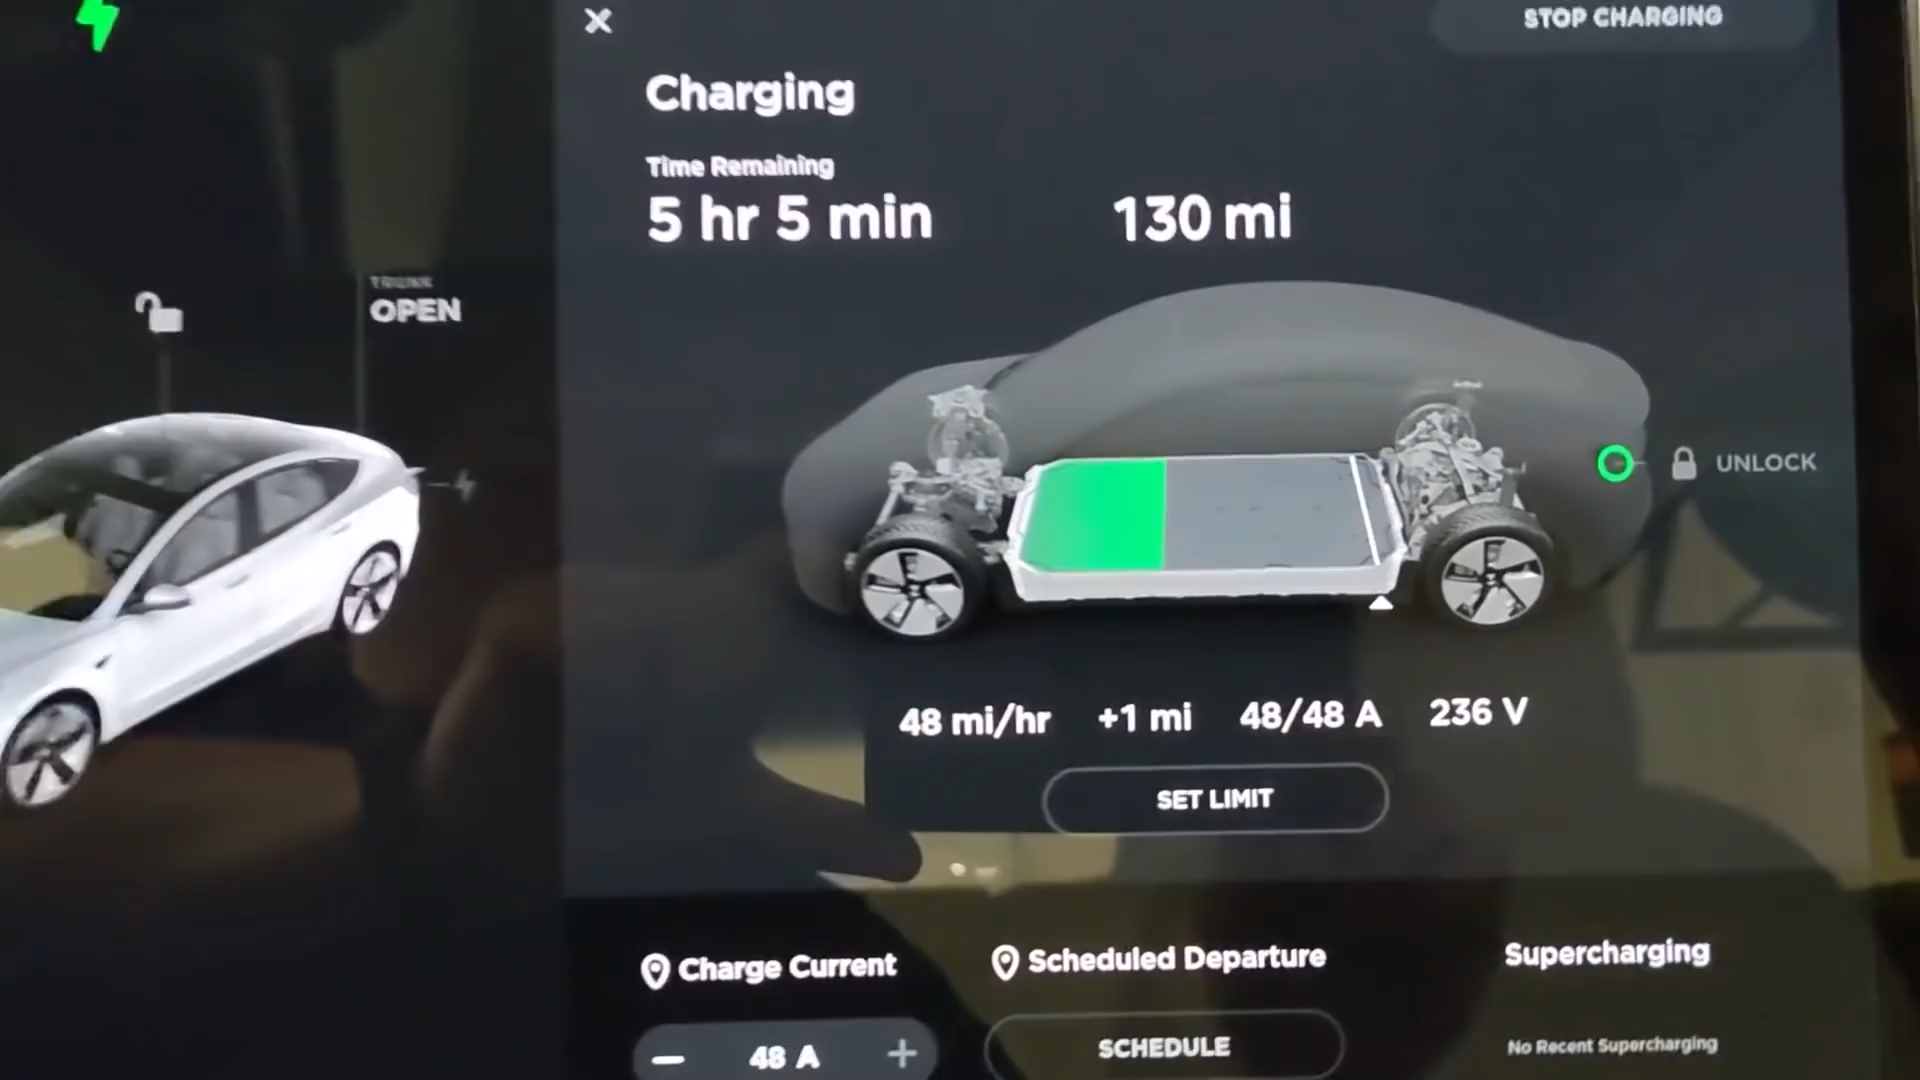 STOP CHARGING
Charging
Time Remaining
5 hr 5 min
130 mi
TRUNK
OPEN
UNLOCK
48 mi/hr +1 mi 48/48 A 236 V
SET LIMIT
Charge Current
Scheduled Departure
Supercharging
− 48 A +
SCHEDULE
No Recent Supercharging